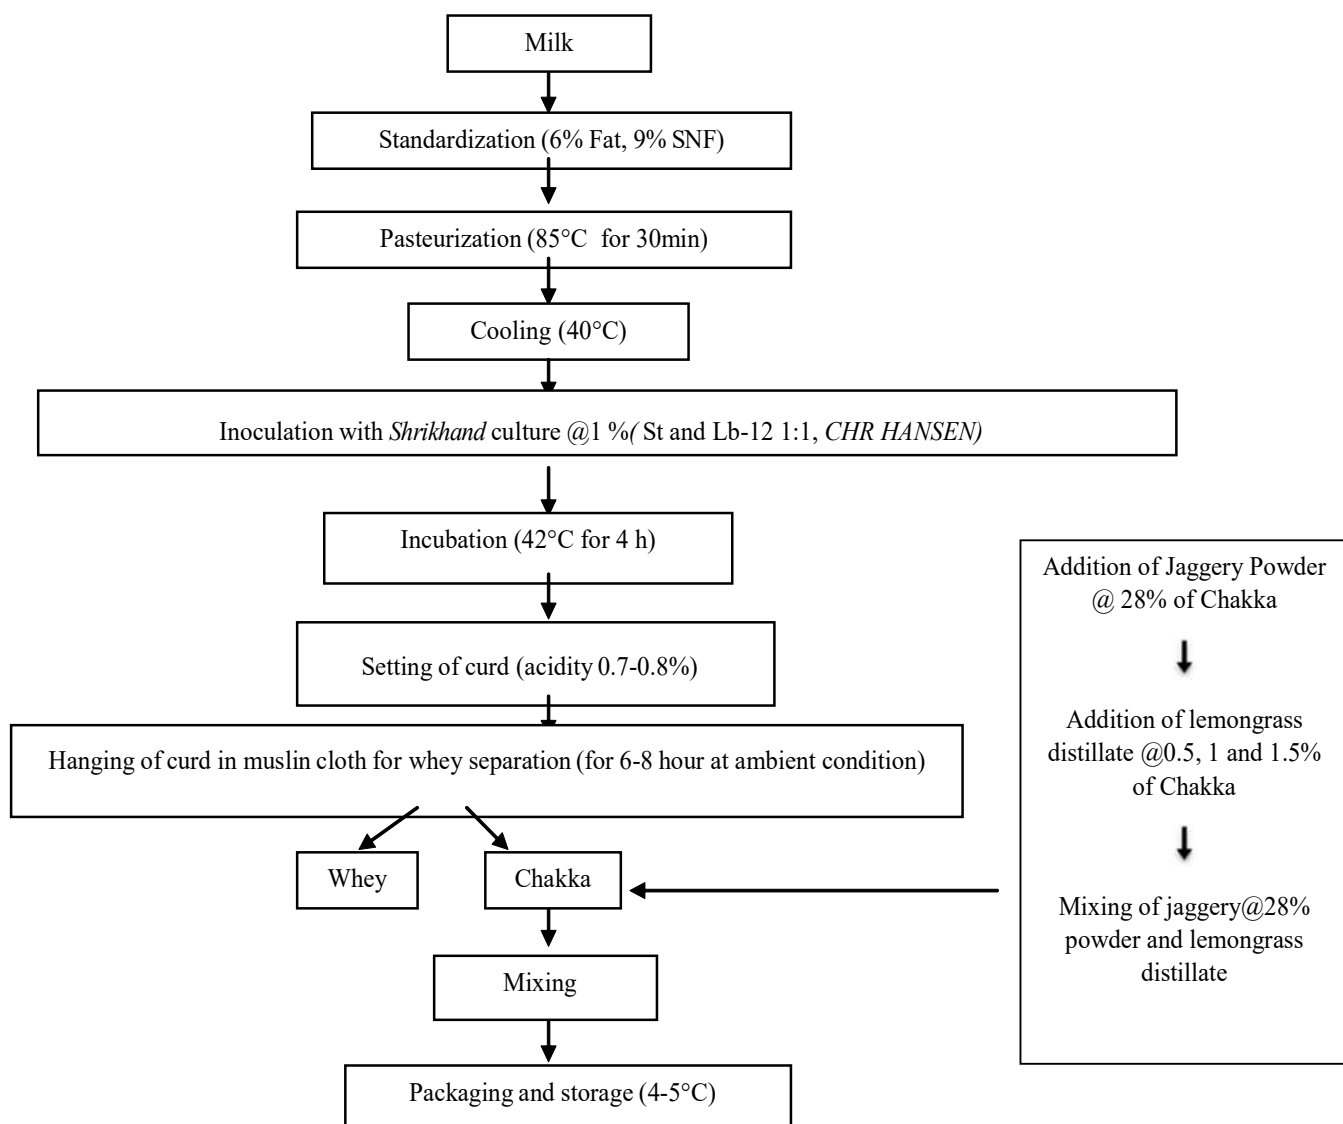 Milk
Standardization (6% Fat, 9% SNF)
Pasteurization (85°C for 30min)
Cooling (40°C)
Inoculation with Shrikhand culture @1 %( St and Lb-12 1:1, CHR HANSEN)
Incubation (42°C for 4 h)
Setting of curd (acidity 0.7-0.8%)
Hanging of curd in muslin cloth for whey separation (for 6-8 hour at ambient condition)
Whey
Chakka
Mixing
Packaging and storage (4-5°C)
Addition of Jaggery Powder
@ 28% of Chakka
Addition of lemongrass
distillate @0.5, 1 and 1.5%
of Chakka
Mixing of jaggery@28%
powder and lemongrass
distillate